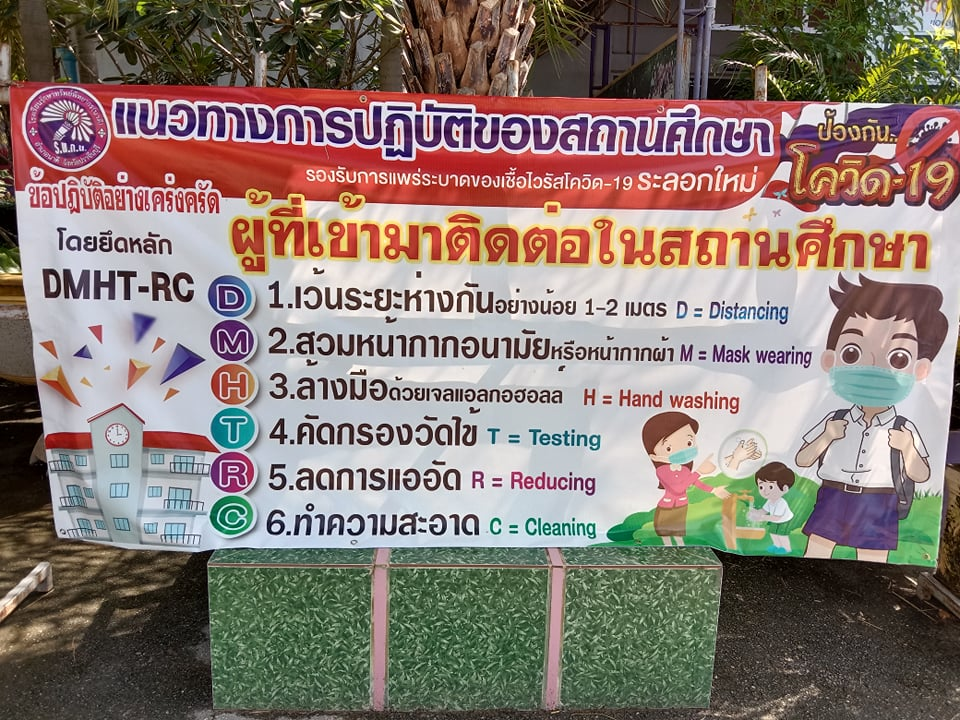 แนวทางการปฏิบัติของสถานศึกษา
รองรับการแพร่ระบาดของเชื้อไวรัสโควิด-19 ระลอกใหม่
ป้องกัน..
โควิด-19
ข้อปฏิบัติอย่างเคร่งครัด
ผู้ที่เข้ามาติดต่อในสถานศึกษา
โดยยึดหลัก
DMHT-RC
D 1.เว้นระยะห่างกันอย่างน้อย 1-2 เมตร D = Distancing
M 2.สวมหน้ากากอนามัยหรือหน้ากากผ้า M = Mask wearing
H 3.ล้างมือด้วยเจลแอลกอฮอลล์ H = Hand washing
T 4.คัดกรองวัดไข้ T = Testing
R 5.ลดการแออัด R = Reducing
C 6.ทำความสะอาด C = Cleaning